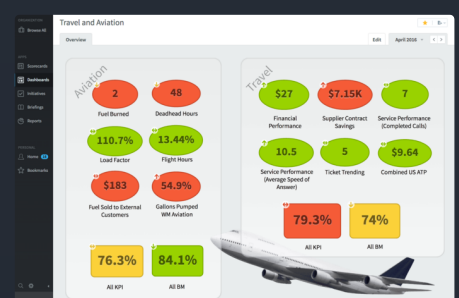 Travel and Aviation
Browse All
Overview
Edit
April 2016
APPS
Scorecards
Dashboards
Initiatives
Briefings
Reports
PERSONAL
Home
Bookmarks
Aviation
2
Fuel Burned
48
Deadhead Hours
110.7%
Load Factor
13.44%
Flight Hours
$183
Fuel Sold to External
Customers
54.9%
Gallons Pumped
WM Aviation
76.3%
All KPI
84.1%
All BM
Travel
$27
Financial
Performance
$7.15K
Supplier Contract
Savings
7
Service Performance
(Completed Calls)
10.5
Service Performance
(Average Speed of
Answer)
5
Ticket Trending
$9.64
Combined US ATP
79.3%
All KPI
74%
All BM